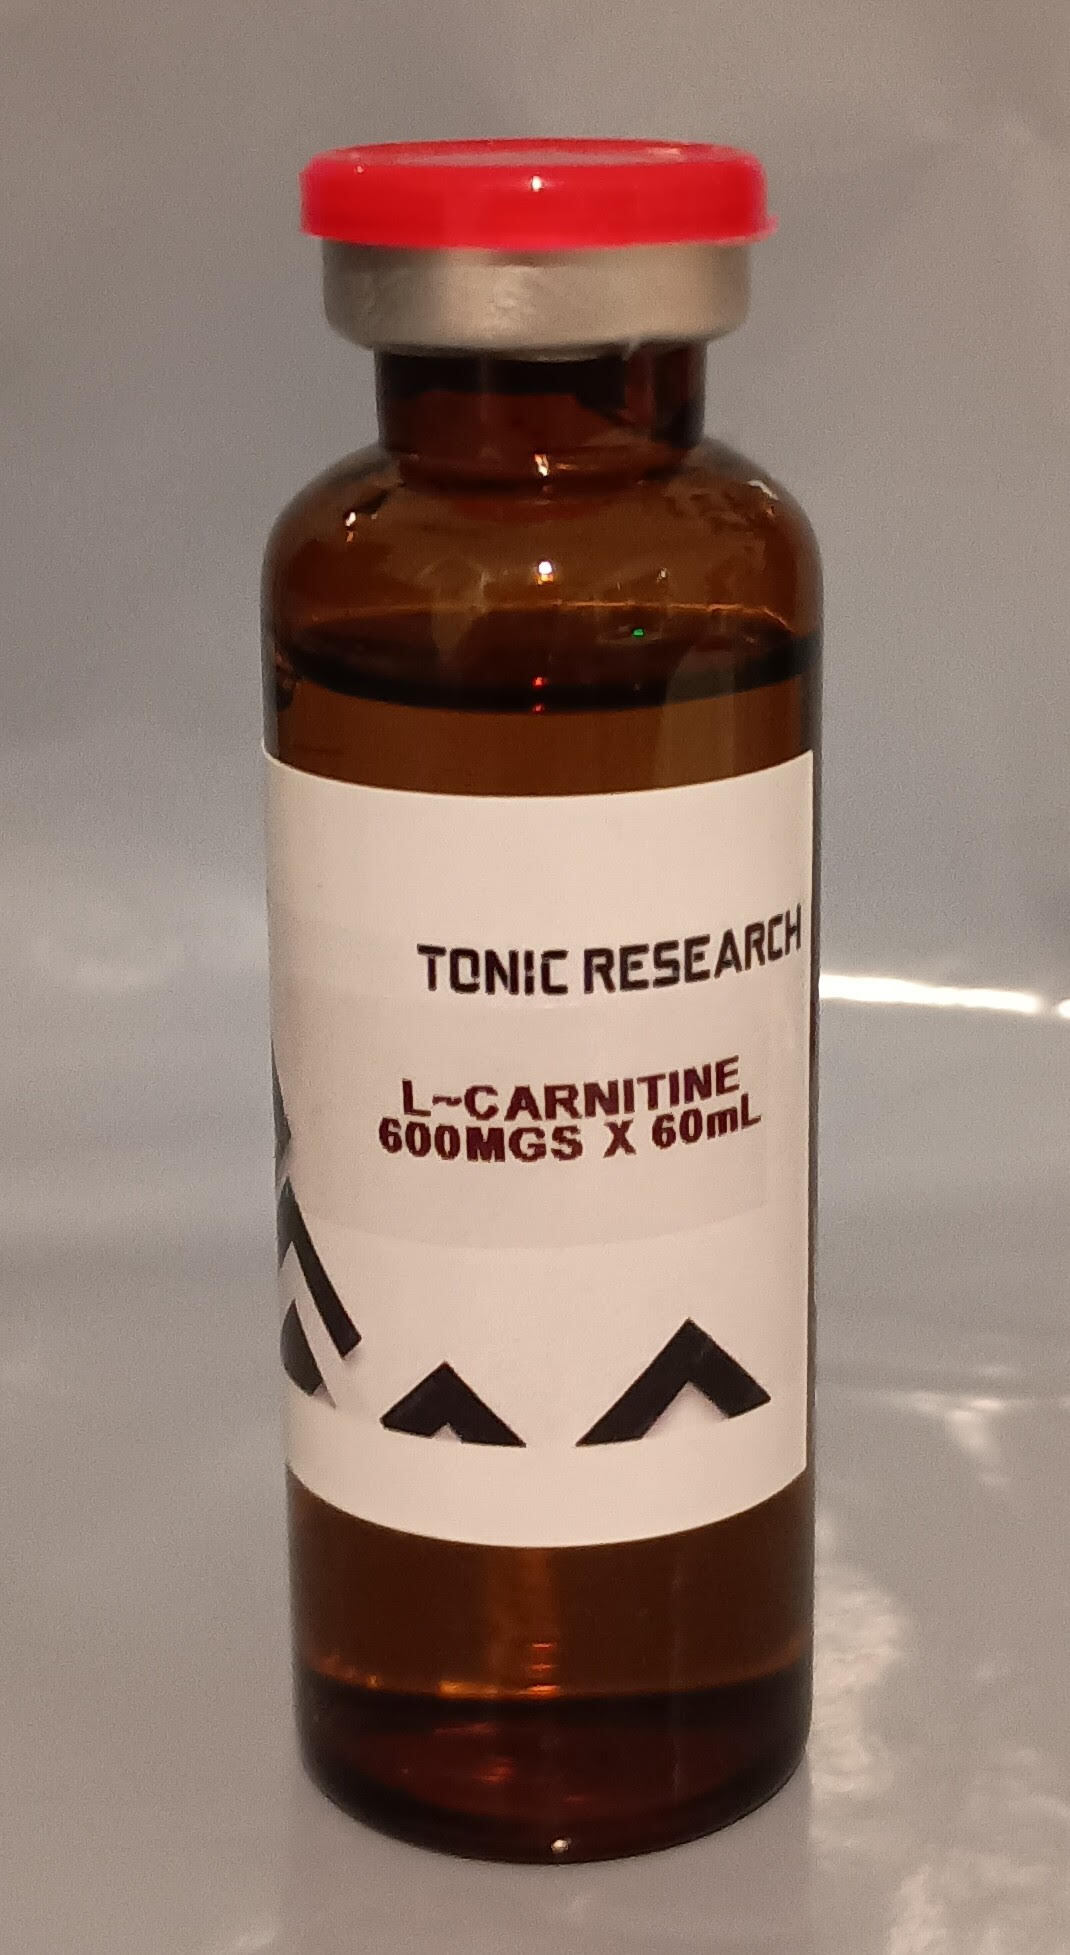 TONIC RESEARCH
L~CARNITINE
600MGS X 60mL